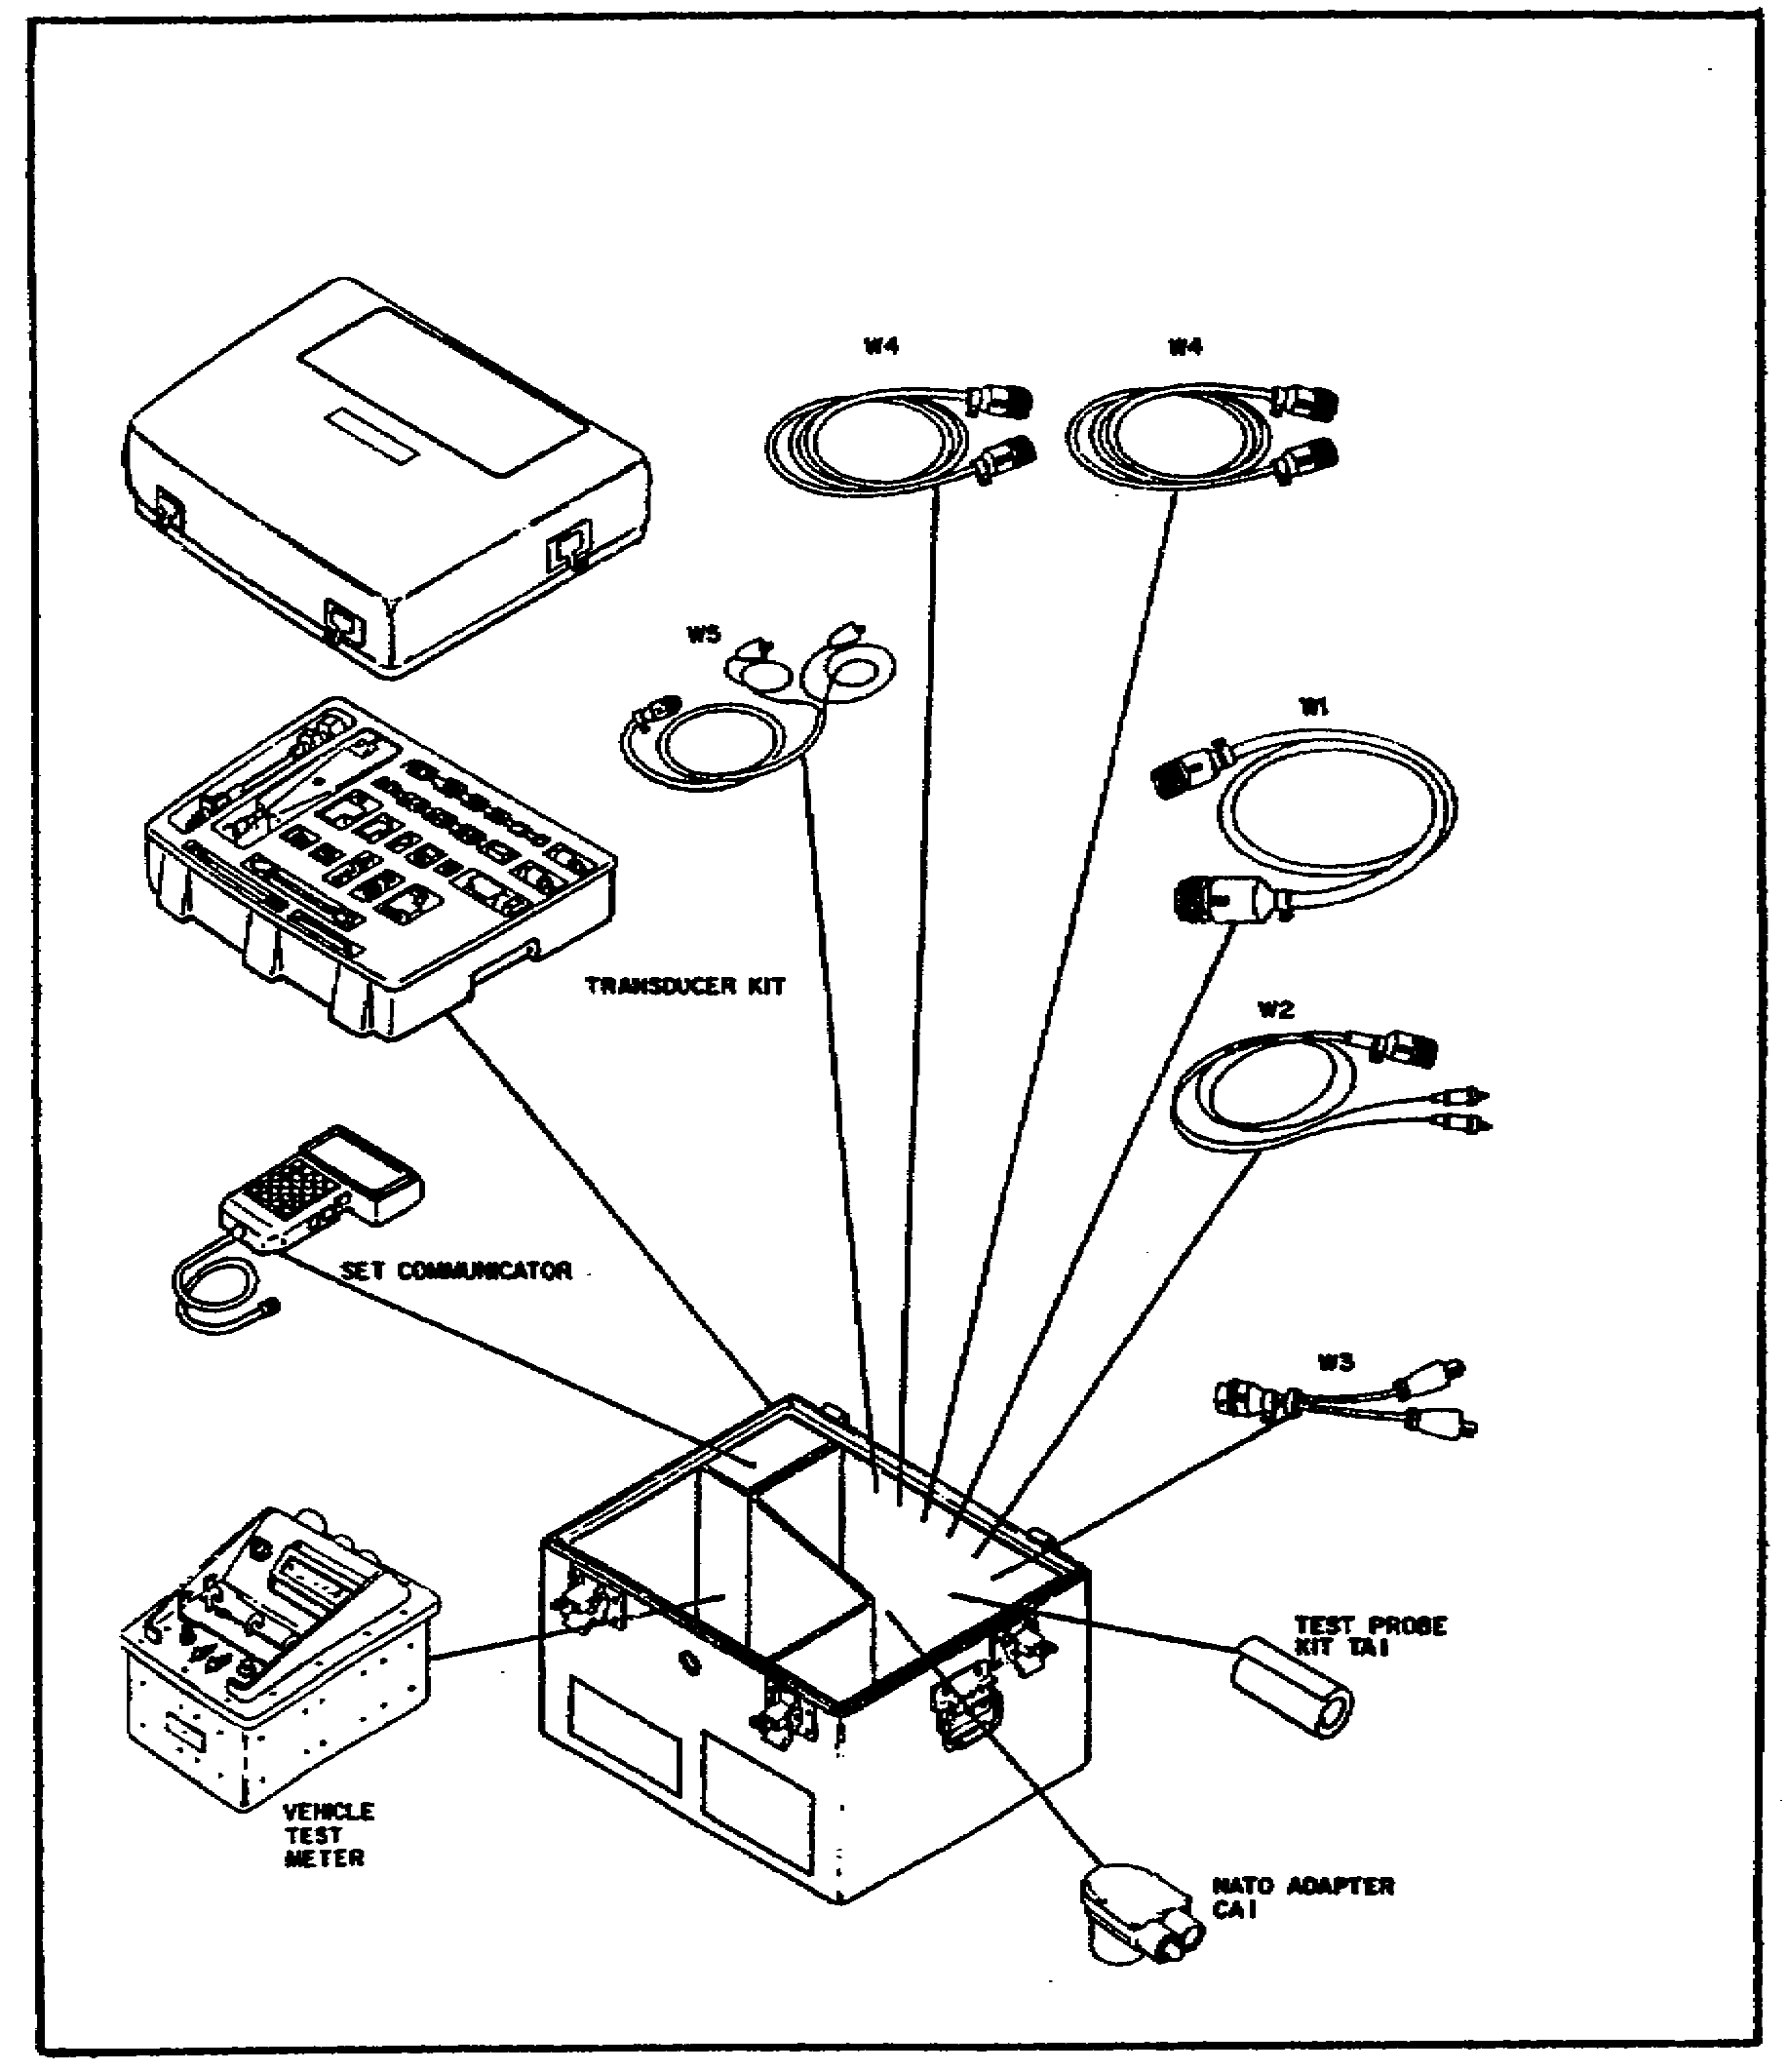 W4
W4
W5
W1
TRANSDUCER KIT
W2
SET COMMUNICATOR
W3
TEST PROBE
KIT TA1
VEHICLE
TEST
METER
NATO ADAPTER
CA1